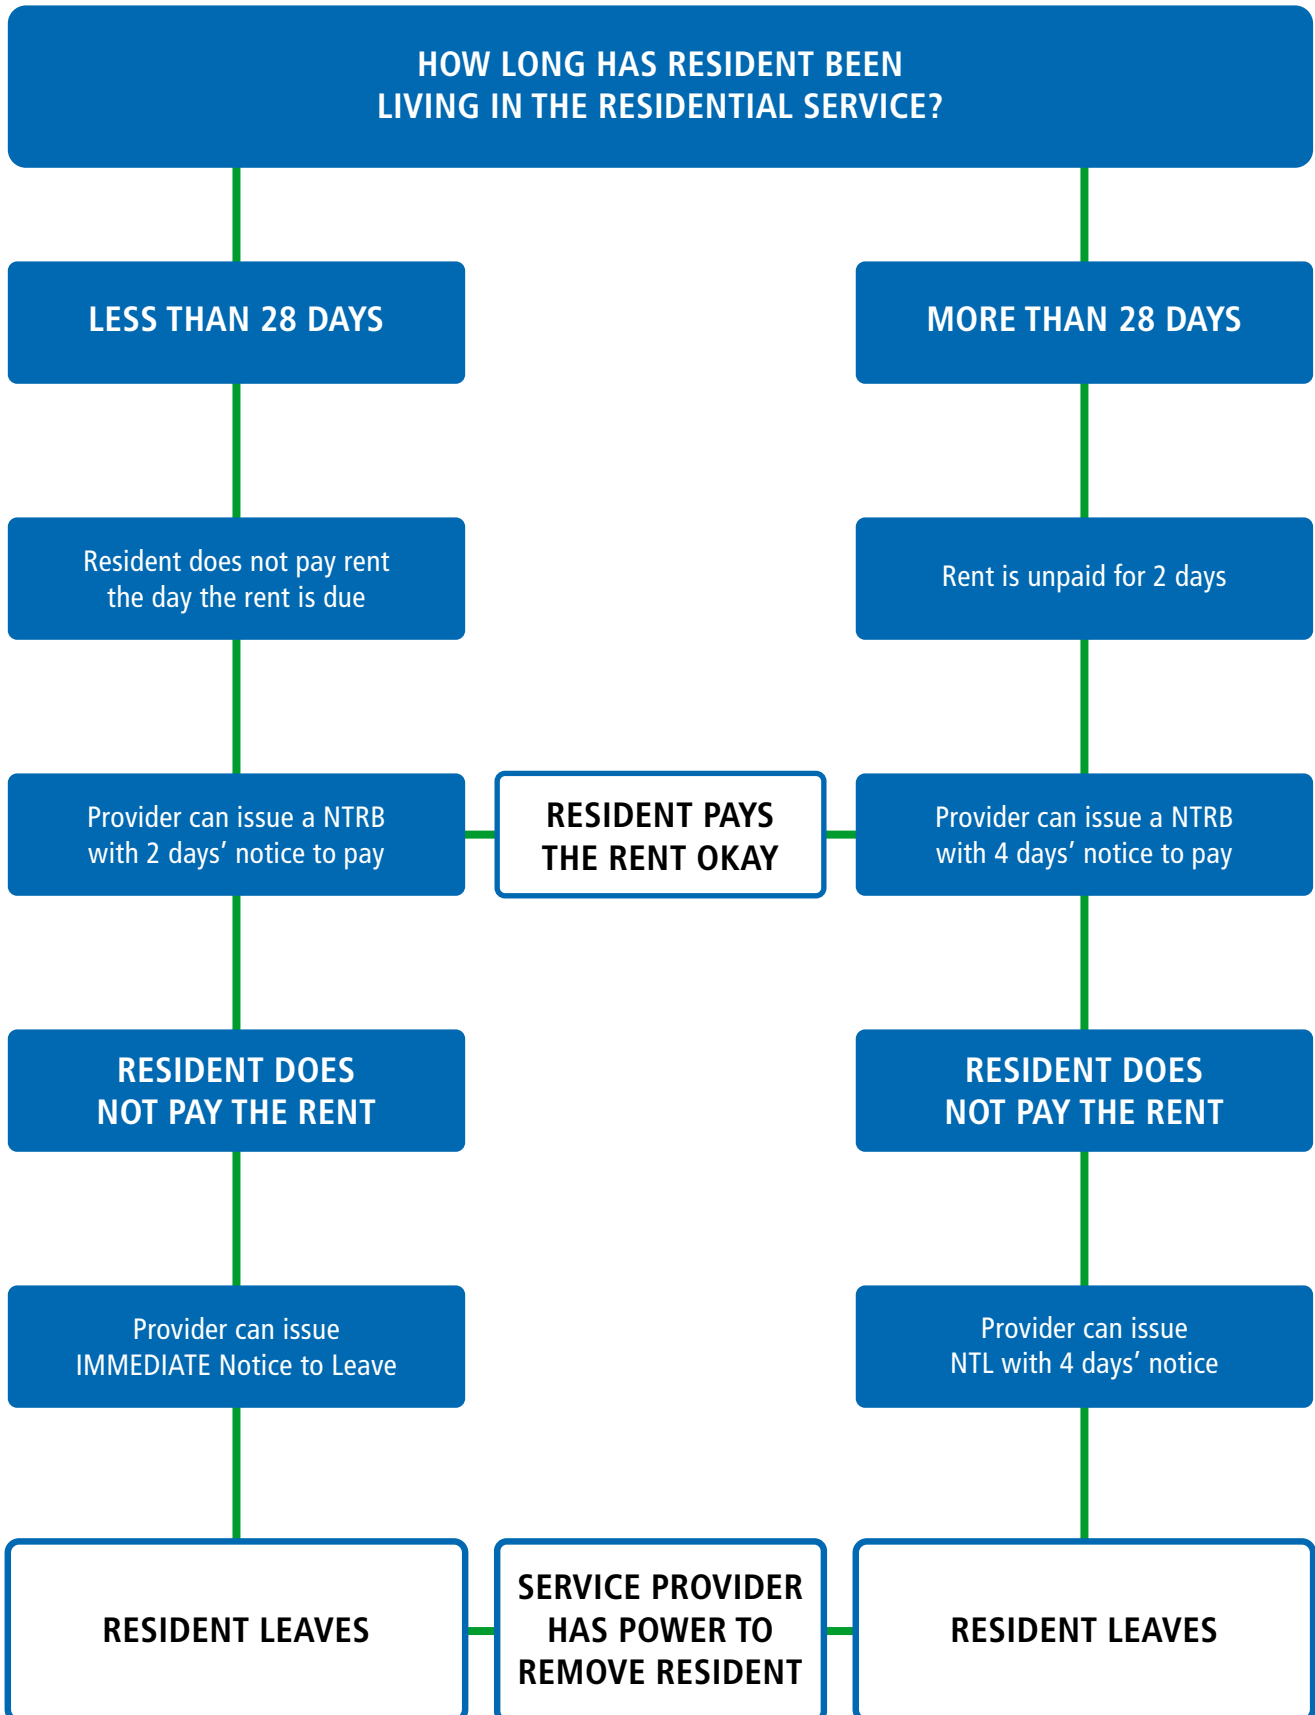 HOW LONG HAS RESIDENT BEEN
LIVING IN THE RESIDENTIAL SERVICE?
LESS THAN 28 DAYS
MORE THAN 28 DAYS
Resident does not pay rent
the day the rent is due
Rent is unpaid for 2 days
Provider can issue a NTRB
with 2 days’ notice to pay
RESIDENT PAYS
THE RENT OKAY
Provider can issue a NTRB
with 4 days’ notice to pay
RESIDENT DOES
NOT PAY THE RENT
RESIDENT DOES
NOT PAY THE RENT
Provider can issue
IMMEDIATE Notice to Leave
Provider can issue
NTL with 4 days’ notice
RESIDENT LEAVES
SERVICE PROVIDER
HAS POWER TO
REMOVE RESIDENT
RESIDENT LEAVES